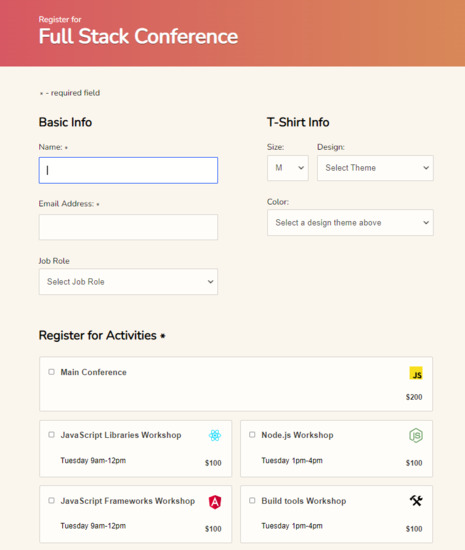 Register for
Full Stack Conference
* - required field
Basic Info
Name: *
Email Address: *
Job Role
Select Job Role
T-Shirt Info
Size:
M
Design:
Select Theme
Color:
Select a design theme above
Register for Activities *
Main Conference
JS
$200
JavaScript Libraries Workshop
Tuesday 9am-12pm
$100
Node.js Workshop
JS
Tuesday 1pm-4pm
$100
JavaScript Frameworks Workshop
A
Tuesday 9am-12pm
$100
Build tools Workshop
Tuesday 1pm-4pm
$100